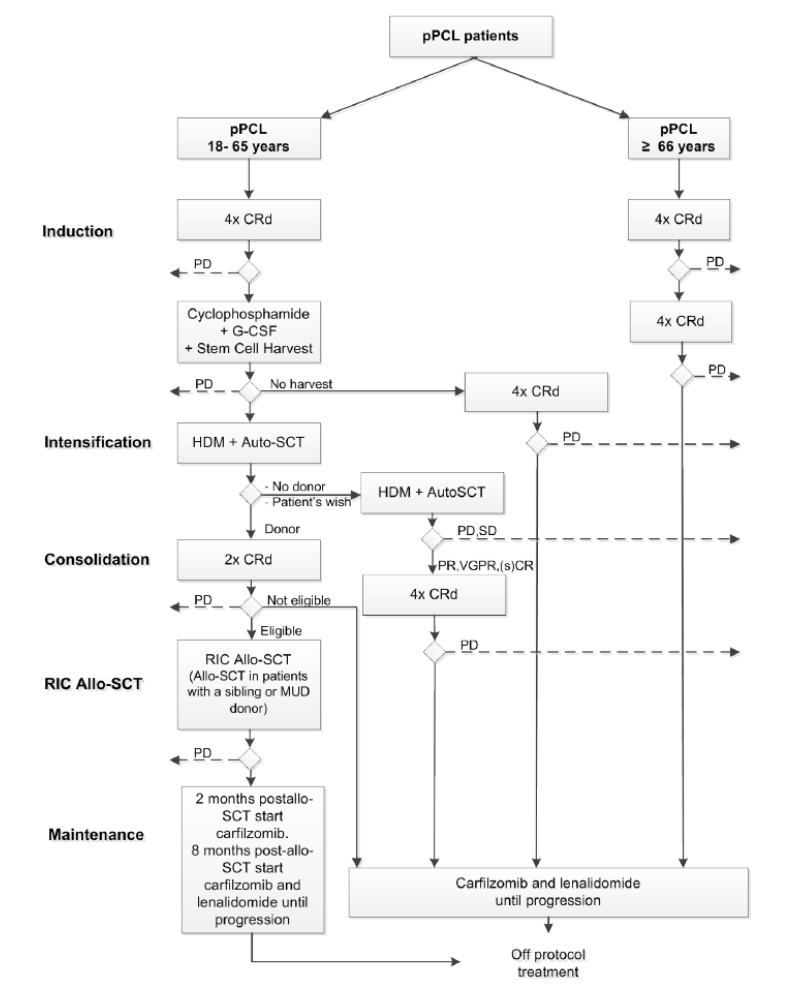 pPCL patients
pPCL
18- 65 years
pPCL
≥ 66 years
Induction
4x CRd
4x CRd
PD
PD
Cyclophosphamide
+ G-CSF
+ Stem Cell Harvest
4x CRd
PD
No harvest
4x CRd
PD
Intensification
HDM + Auto-SCT
PD
- No donor
- Patient's wish
HDM + AutoSCT
Donor
PD,SD
Consolidation
2x CRd
PR,VGPR,(s)CR
4x CRd
PD
Not eligible
Eligible
PD
RIC Allo-SCT
RIC Allo-SCT
(Allo-SCT in patients
with a sibling or MUD
donor)
PD
Maintenance
2 months postallo-
SCT start
carfilzomib.
8 months post-allo-
SCT start
carfilzomib and
lenalidomide until
progression
Carfilzomib and lenalidomide
until progression
Off protocol
treatment